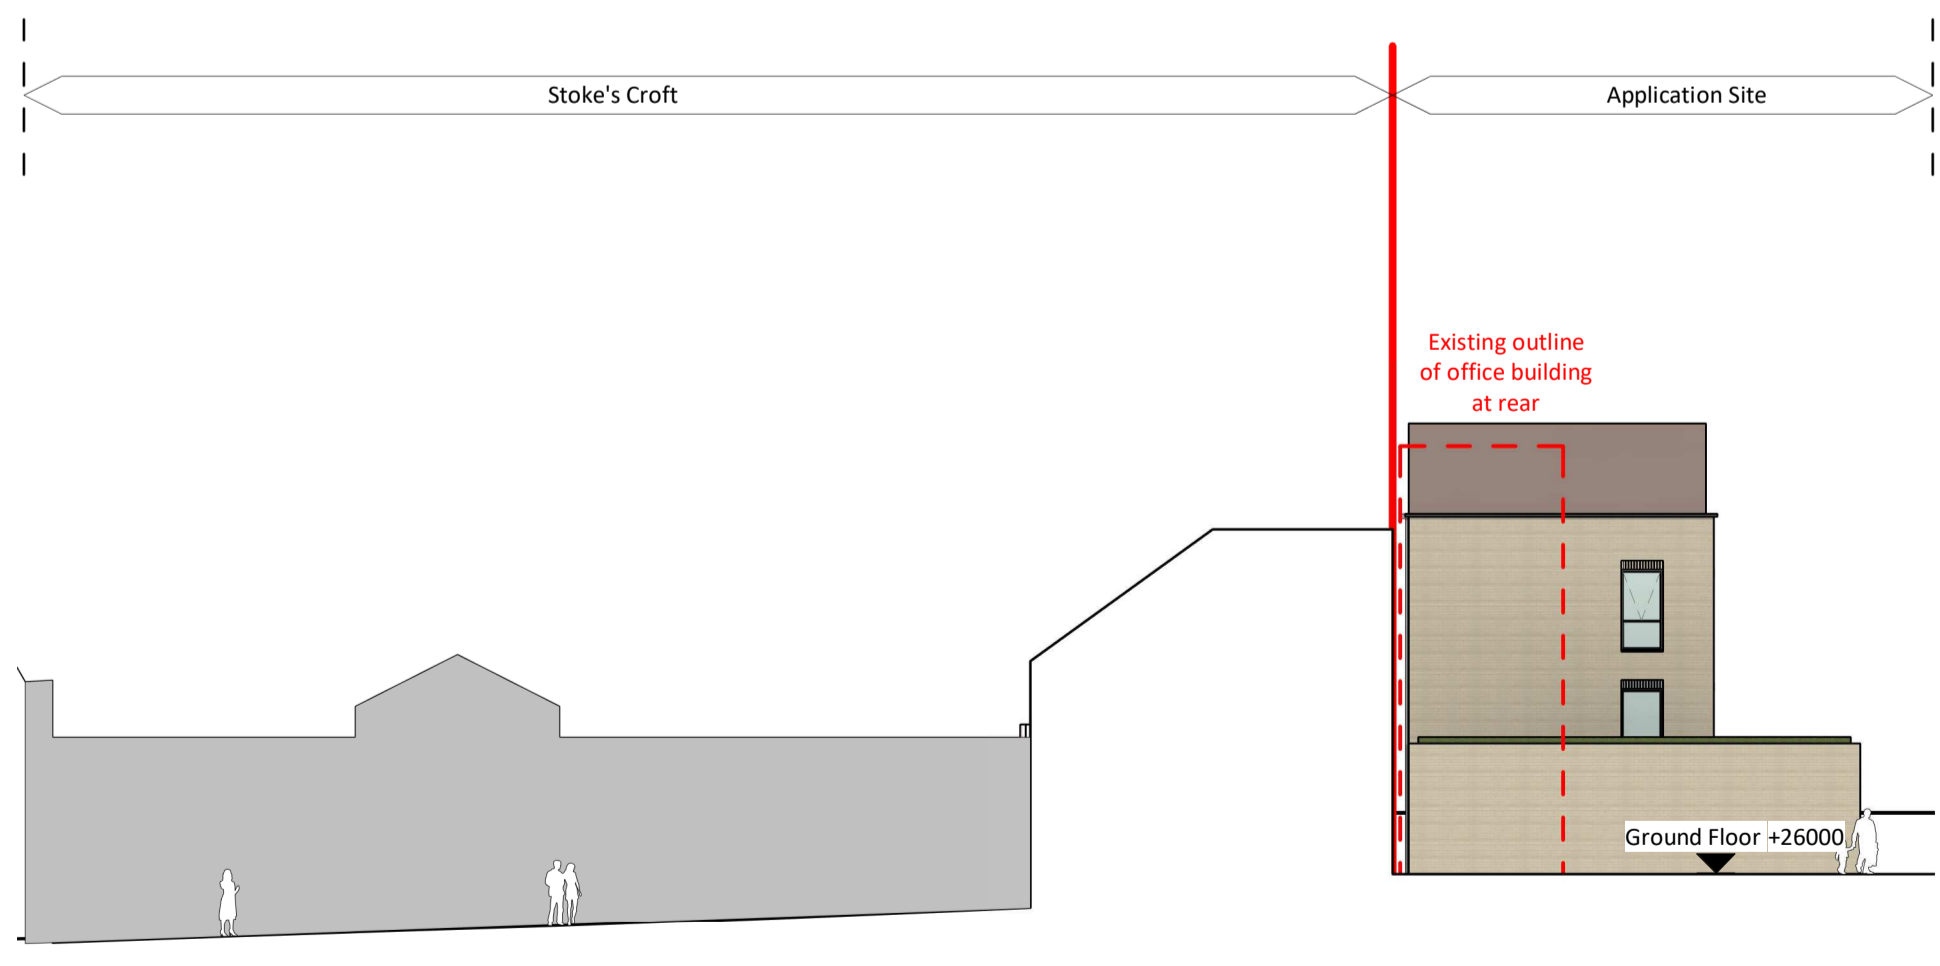 Stoke's Croft
Application Site
Existing outline
of office building
at rear
Ground Floor +26000